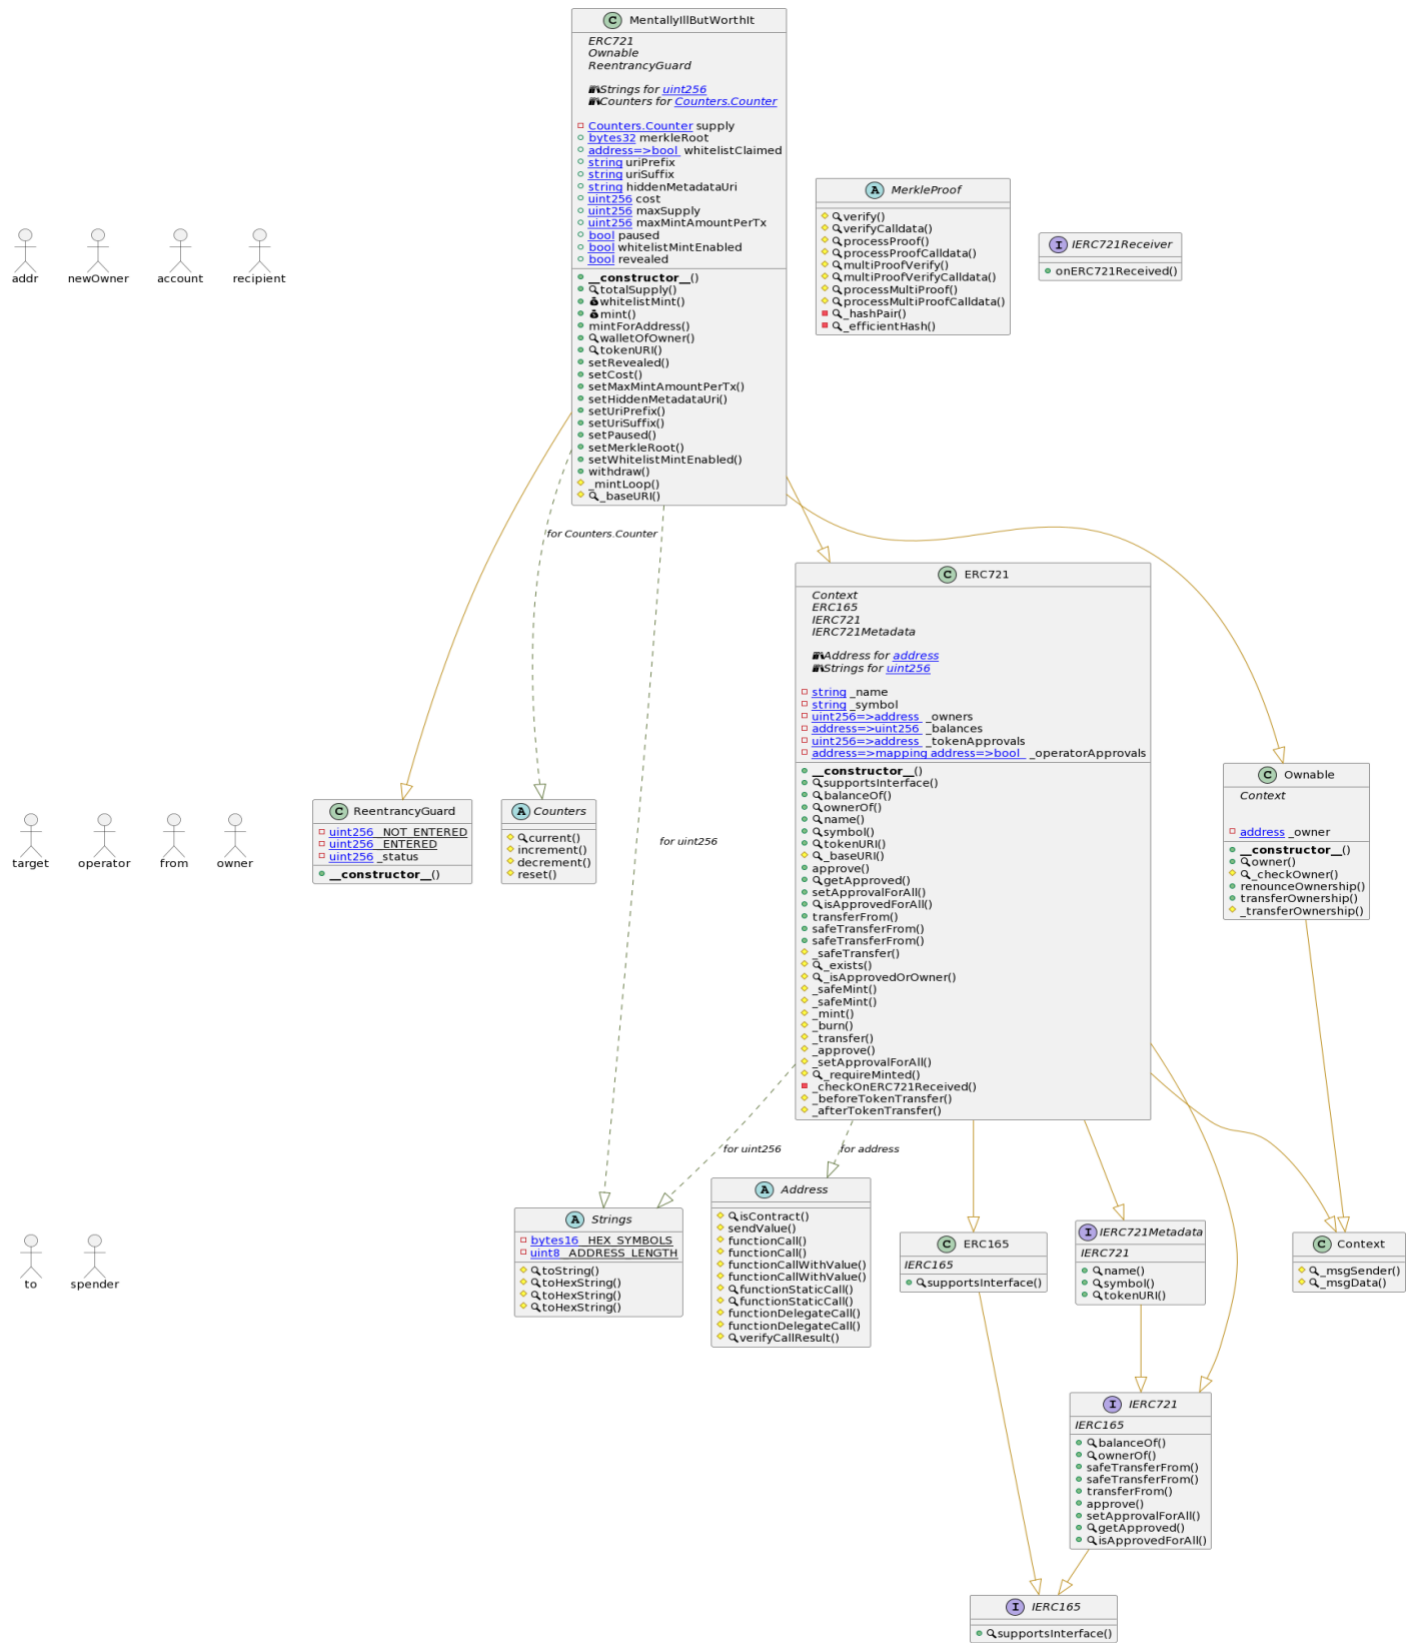 C MentallyIllButWorthIt
ERC721
Ownable
ReentrancyGuard
Strings for uint256
Counters for Counters.Counter
Counters.Counter supply
bytes32 merkleRoot
address=>bool whitelistClaimed
string uriPrefix
string uriSuffix
string hiddenMetadataUri
uint256 cost
uint256 maxSupply
uint256 maxMintAmountPerTx
bool paused
bool whitelistMintEnabled
bool revealed
__constructor__()
totalSupply()
whitelistMint()
mint()
mintForAddress()
walletOfOwner()
tokenURI()
setRevealed()
setCost()
setMaxMintAmountPerTx()
setHiddenMetadataUri()
setUriPrefix()
setUriSuffix()
setPaused()
setMerkleRoot()
setWhitelistMintEnabled()
withdraw()
_mintLoop()
_baseURI()
A MerkleProof
verify()
verifyCalldata()
processProof()
processProofCalldata()
multiProofVerify()
multiProofVerifyCalldata()
processMultiProof()
processMultiProofCalldata()
_hashPair()
_efficientHash()
I IERC721Receiver
onERC721Received()
addr
newOwner
account
recipient
for Counters.Counter
C ERC721
Context
ERC165
IERC721
IERC721Metadata
Address for address
Strings for uint256
string _name
string _symbol
uint256=>address _owners
address=>uint256 _balances
uint256=>address _tokenApprovals
address=>mapping address=>bool _operatorApprovals
__constructor__()
supportsInterface()
balanceOf()
ownerOf()
name()
symbol()
tokenURI()
_baseURI()
approve()
getApproved()
setApprovalForAll()
isApprovedForAll()
transferFrom()
safeTransferFrom()
safeTransferFrom()
_safeTransfer()
_exists()
_isApprovedOrOwner()
_safeMint()
_safeMint()
_mint()
_burn()
_transfer()
_approve()
_setApprovalForAll()
_requireMinted()
_checkOnERC721Received()
_beforeTokenTransfer()
_afterTokenTransfer()
C Ownable
Context
address _owner
__constructor__()
owner()
_checkOwner()
renounceOwnership()
transferOwnership()
_transferOwnership()
target
operator
from
owner
C ReentrancyGuard
uint256 _NOT_ENTERED
uint256 _ENTERED
uint256 _status
__constructor__()
A Counters
current()
increment()
decrement()
reset()
for uint256
for uint256
for address
to
spender
A Strings
bytes16 _HEX_SYMBOLS
uint8 _ADDRESS_LENGTH
toString()
toHexString()
toHexString()
toHexString()
A Address
isContract()
sendValue()
functionCall()
functionCall()
functionCallWithValue()
functionCallWithValue()
functionStaticCall()
functionStaticCall()
functionDelegateCall()
functionDelegateCall()
verifyCallResult()
C ERC165
IERC165
supportsInterface()
I IERC721Metadata
IERC721
name()
symbol()
tokenURI()
C Context
_msgSender()
_msgData()
I IERC721
IERC165
balanceOf()
ownerOf()
safeTransferFrom()
safeTransferFrom()
transferFrom()
approve()
setApprovalForAll()
getApproved()
isApprovedForAll()
I IERC165
supportsInterface()